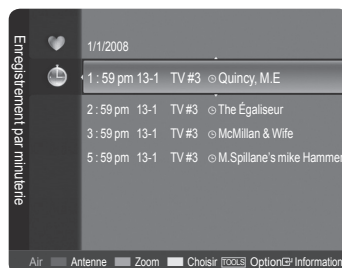 Enregistrement par minuterie
1/1/2008
1 : 59 pm 13-1 TV #3 Quincy, M.E
2 : 59 pm 13-1 TV #3 The Égaliseur
3 : 59 pm 13-1 TV #3 McMillan & Wife
5 : 59 pm 13-1 TV #3 M.Spillane's mike Hammer
Air Antenne Zoom Choisir TOOLS Option Information